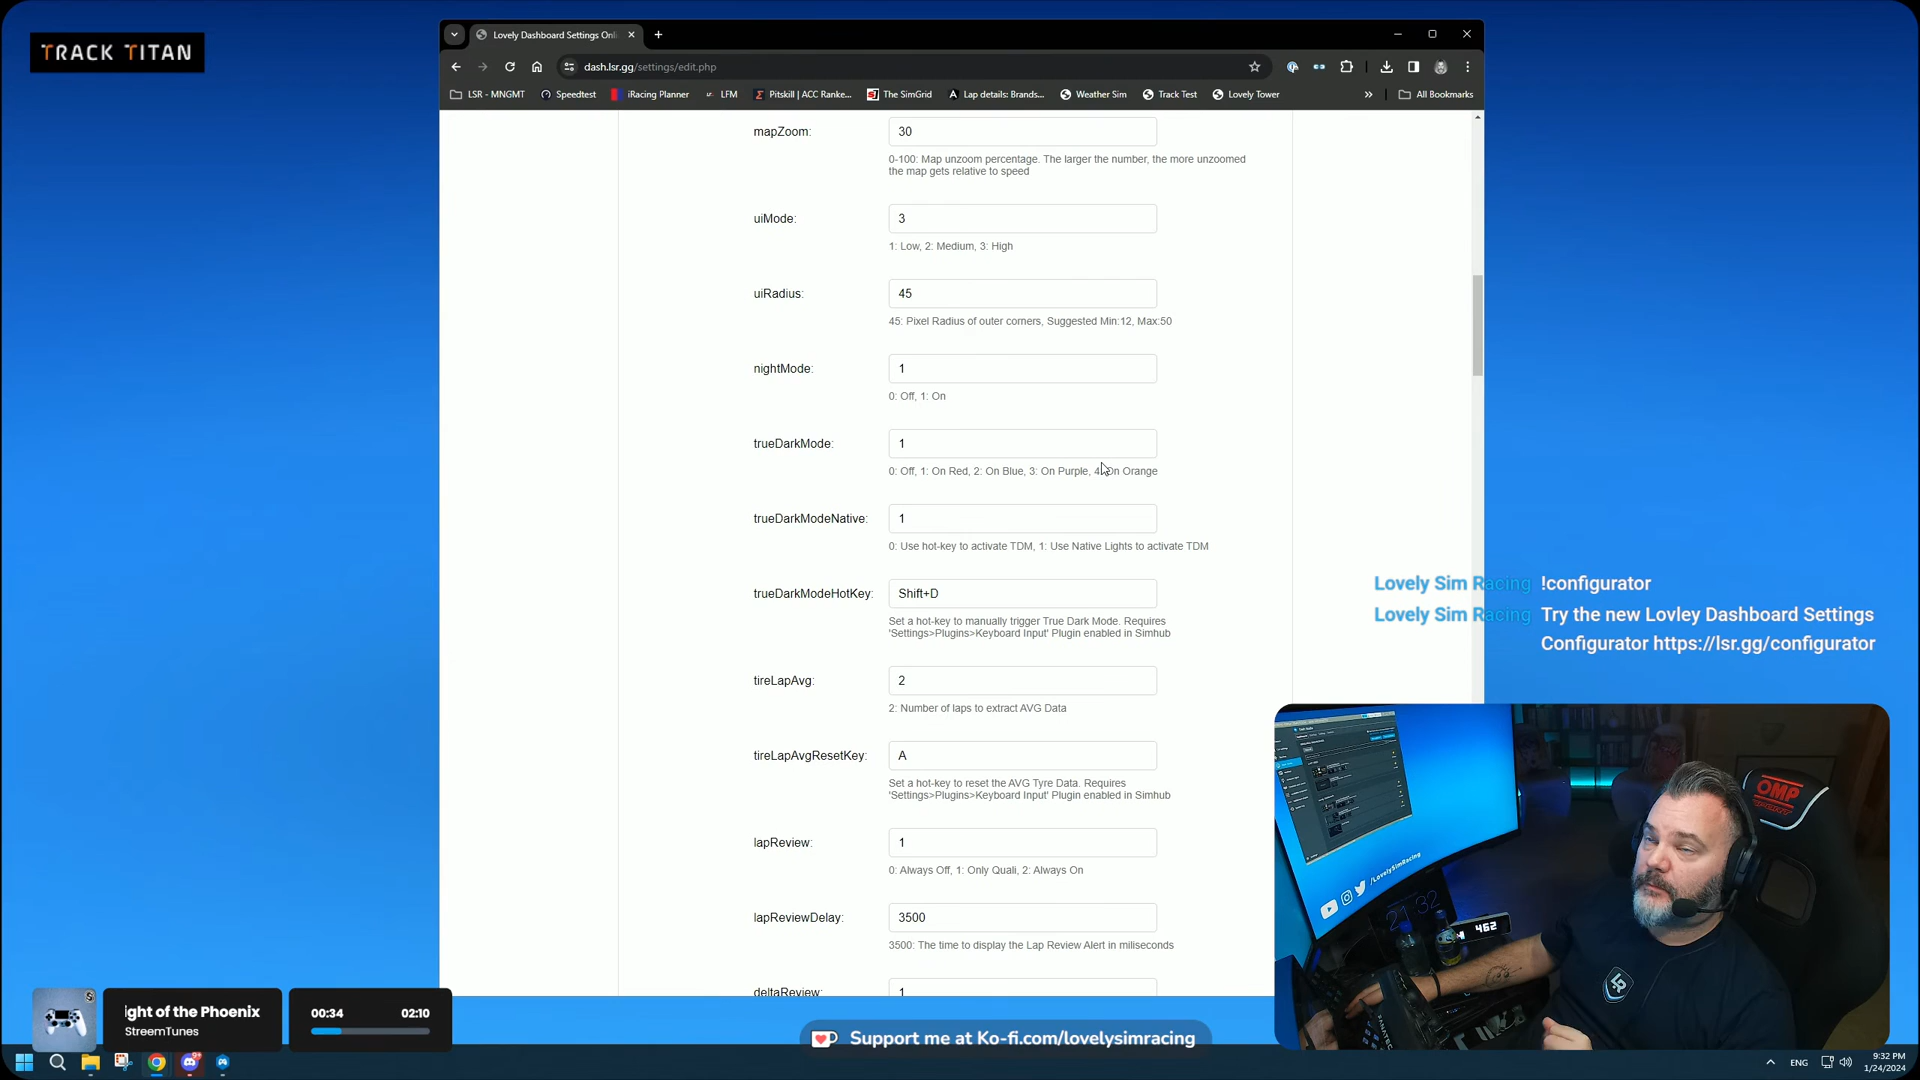 TRACK TITAN
Lovely Dashboard Settings Onli
dash.lsr.gg/settings/edit.php
LSR - MNGMT
Speedtest
iRacing Planner
LFM
Pitskill | ACC Ranke...
The SimGrid
Lap details: Brands...
Weather Sim
Track Test
Lovely Tower
»
All Bookmarks
mapZoom:
30
0-100: Map unzoom percentage. The larger the number, the more unzoomed
the map gets relative to speed
uiMode:
3
1: Low, 2: Medium, 3: High
uiRadius:
45
45: Pixel Radius of outer corners, Suggested Min:12, Max:50
nightMode:
1
0: Off, 1: On
trueDarkMode:
1
0: Off, 1: On Red, 2: On Blue, 3: On Purple, 4: On Orange
trueDarkModeNative:
1
0: Use hot-key to activate TDM, 1: Use Native Lights to activate TDM
trueDarkModeHotKey:
Shift+D
Set a hot-key to manually trigger True Dark Mode. Requires
'Settings>Plugins>Keyboard Input' Plugin enabled in Simhub
tireLapAvg:
2
2: Number of laps to extract AVG Data
tireLapAvgResetKey:
A
Set a hot-key to reset the AVG Tyre Data. Requires
'Settings>Plugins>Keyboard Input' Plugin enabled in Simhub
lapReview:
1
0: Always Off, 1: Only Quali, 2: Always On
lapReviewDelay:
3500
3500: The time to display the Lap Review Alert in miliseconds
deltaReview:
1
Lovely Sim Racing !configurator
Lovely Sim Racing Try the new Lovley Dashboard Settings
Configurator https://lsr.gg/configurator
/LovelySimRacing
21:32
462
OMP
FANATEC
ight of the Phoenix
StreemTunes
00:34
02:10
Support me at Ko-fi.com/lovelysimracing
ENG
9:32 PM
1/24/2024